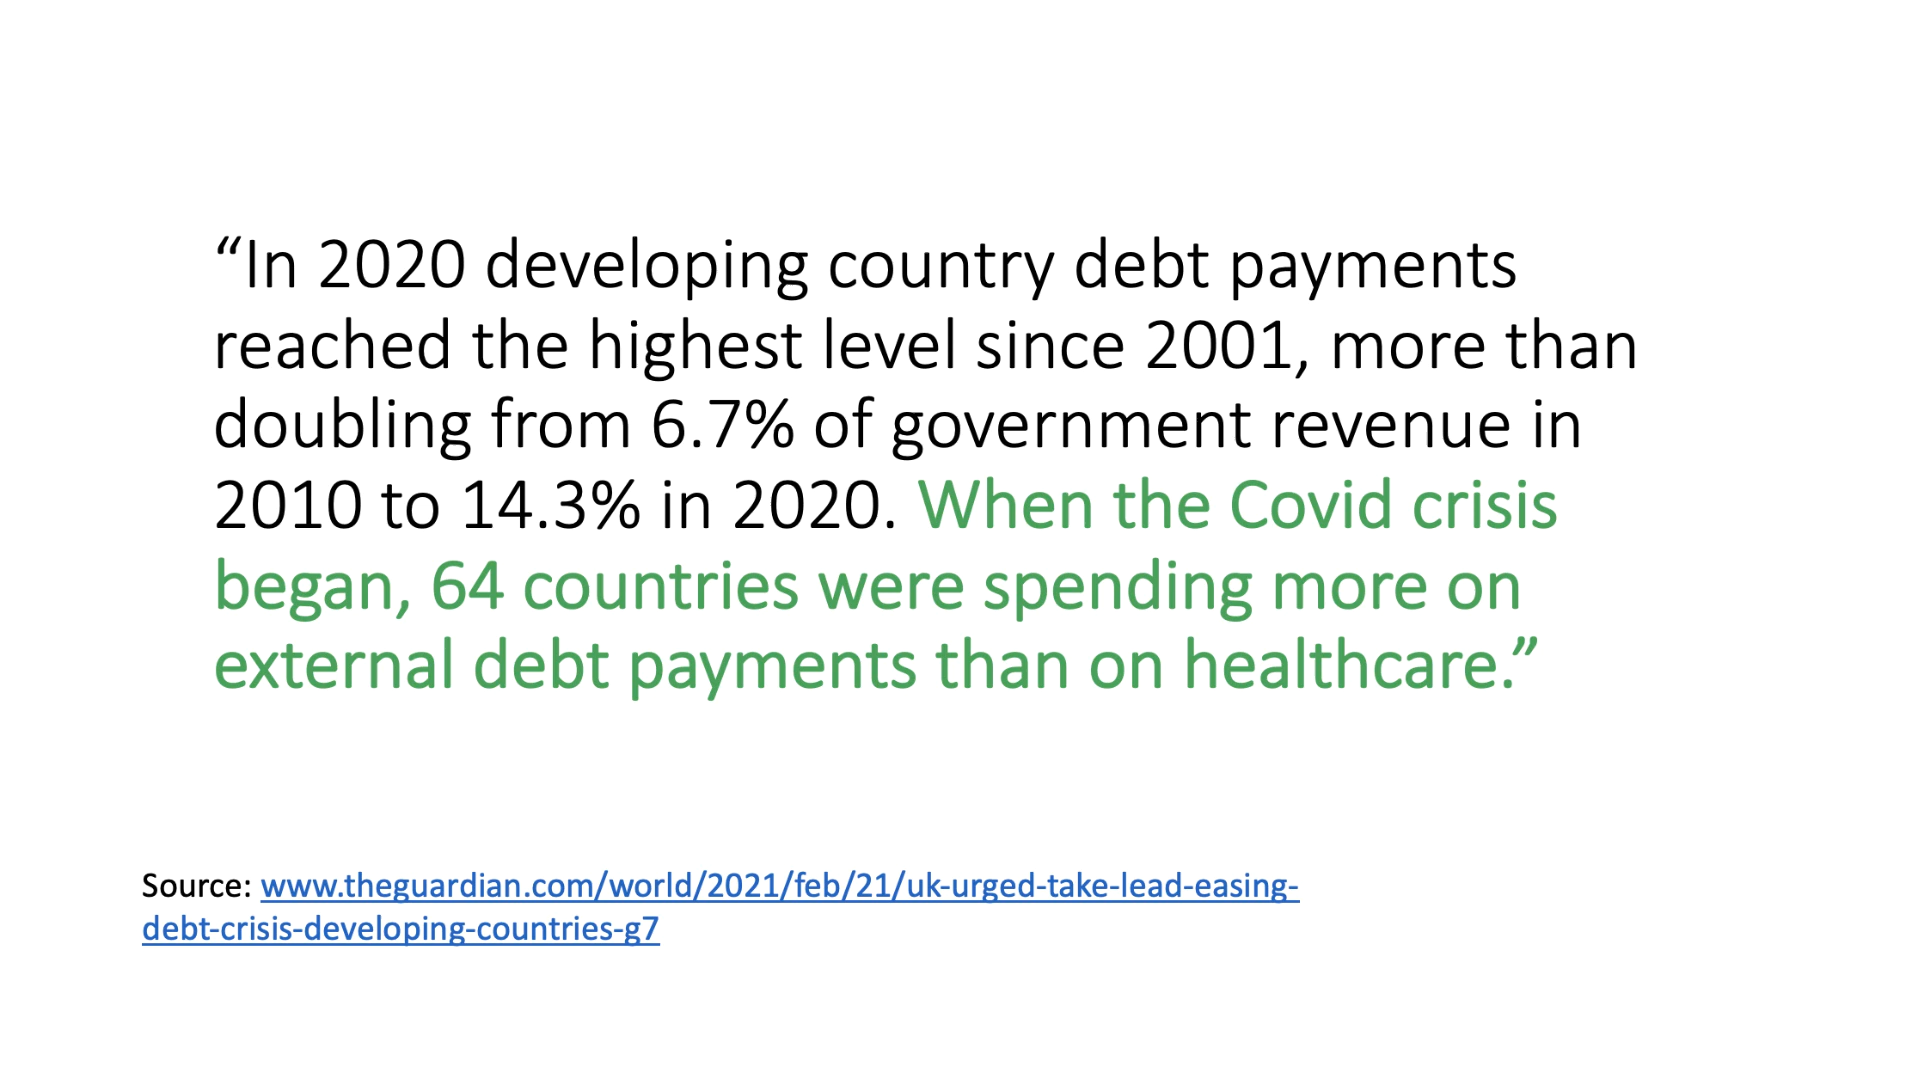 “In 2020 developing country debt payments
reached the highest level since 2001, more than
doubling from 6.7% of government revenue in
2010 to 14.3% in 2020. When the Covid crisis
began, 64 countries were spending more on
external debt payments than on healthcare.”
Source: www.theguardian.com/world/2021/feb/21/uk-urged-take-lead-easing-
debt-crisis-developing-countries-g7